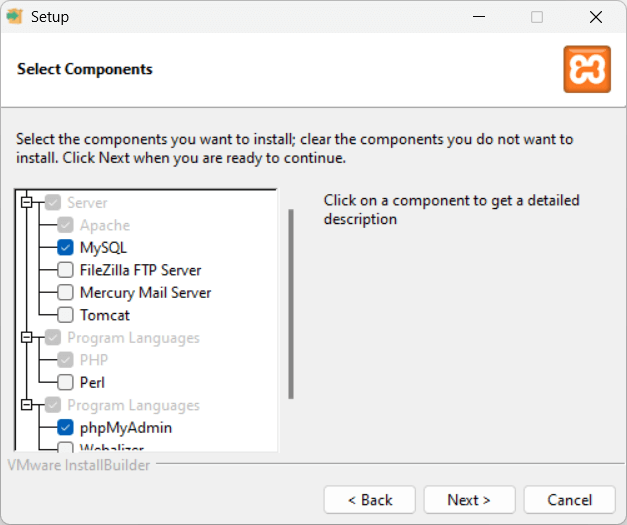 Setup
Select Components
Select the components you want to install; clear the components you do not want to
install. Click Next when you are ready to continue.
Server
Apache
MySQL
FileZilla FTP Server
Mercury Mail Server
Tomcat
Program Languages
PHP
Perl
Program Languages
phpMyAdmin
Webalizer
Click on a component to get a detailed
description
VMware InstallBuilder
< Back
Next >
Cancel